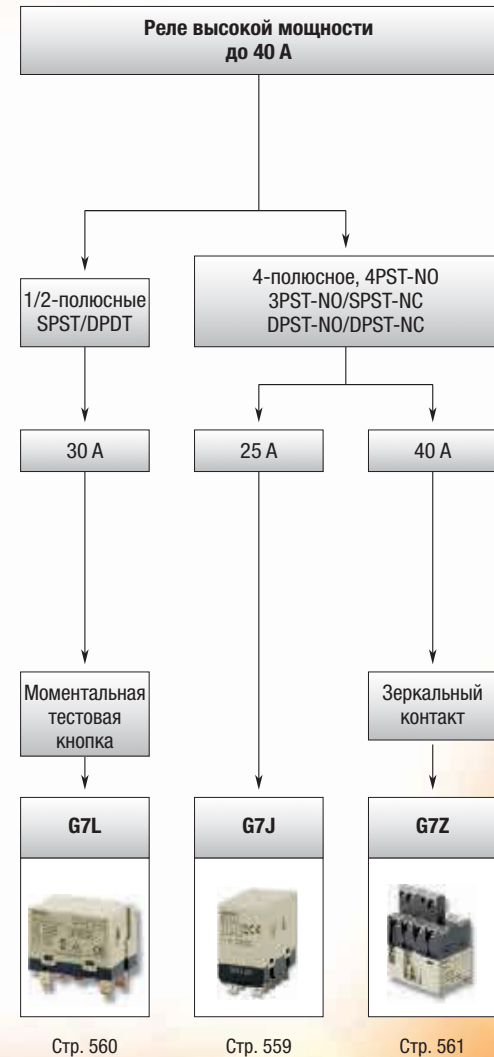 Реле высокой мощности
до 40 А
1/2-полюсные
SPST/DPDT
4-полюсное, 4PST-NO
3PST-NO/SPST-NC
DPST-NO/DPST-NC
30 А
25 А
40 А
Моментальная
тестовая
кнопка
Зеркальный
контакт
G7L
G7J
G7Z
Стр. 560
Стр. 559
Стр. 561